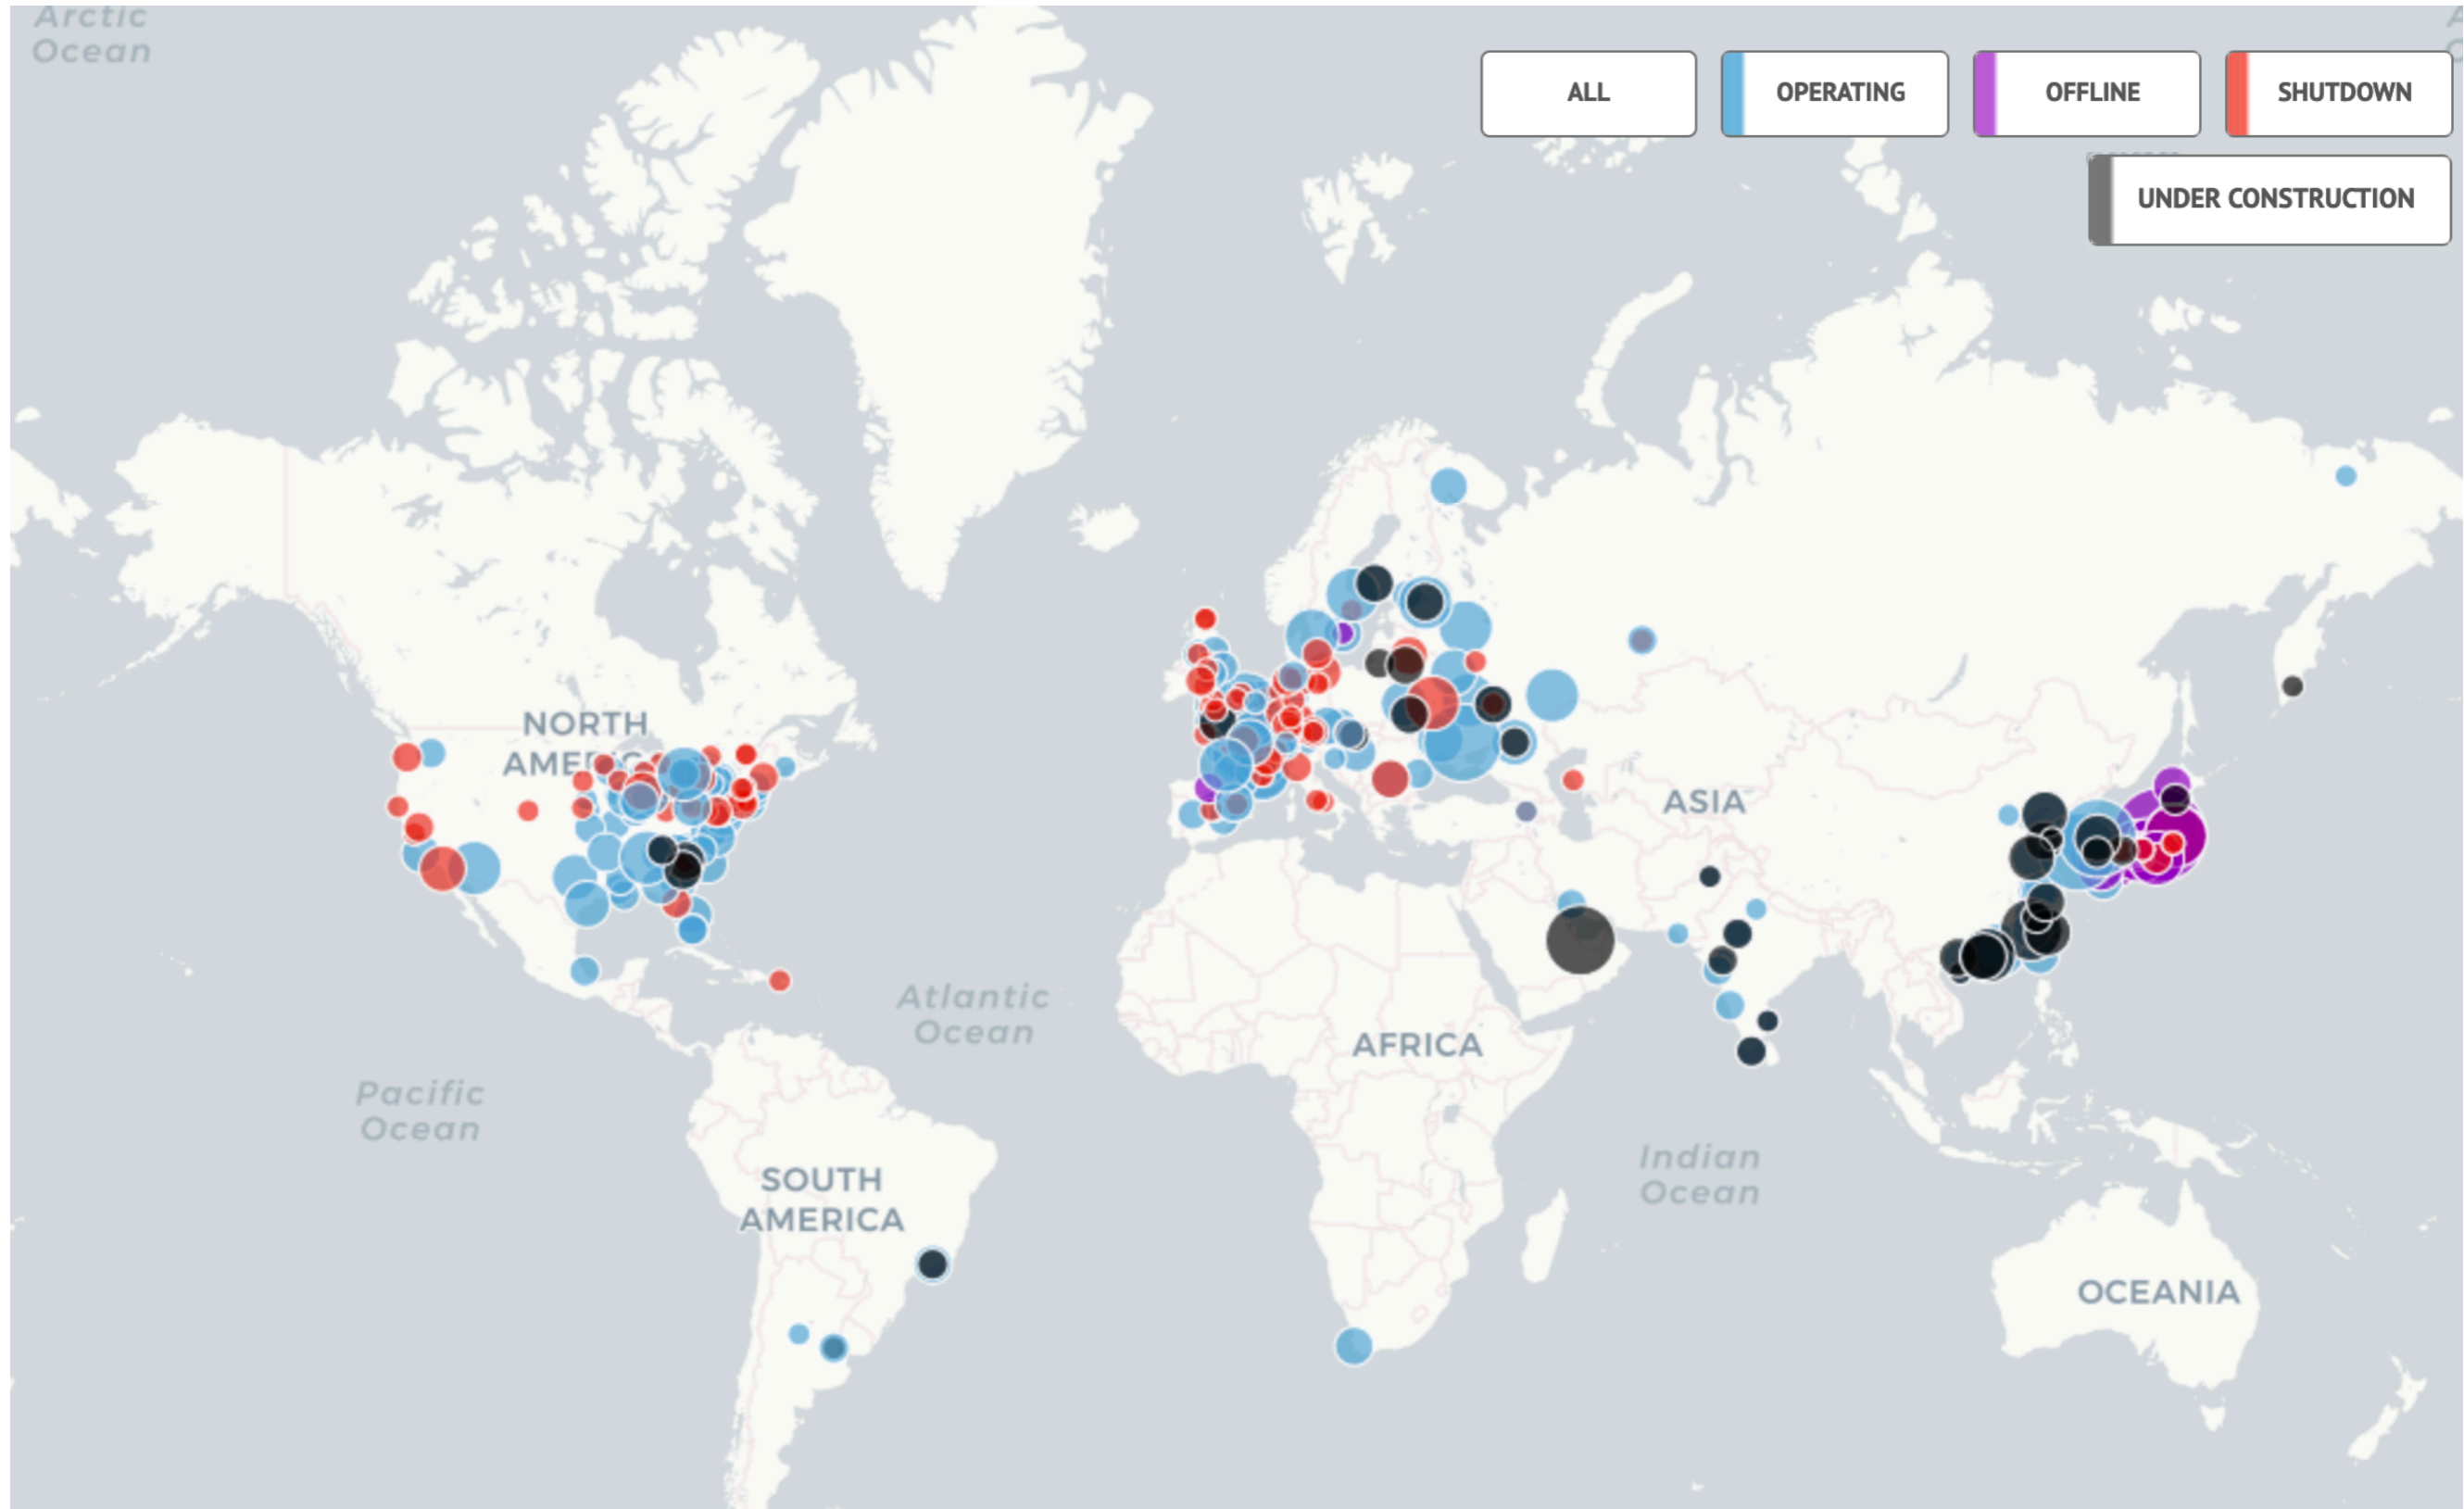 Arctic
Ocean
ALL
OPERATING
OFFLINE
SHUTDOWN
UNDER CONSTRUCTION
NORTH
ASIA
Atlantic
Ocean
AFRICA
Pacific
Ocean
Indian
Ocean
SOUTH
AMERICA
OCEANIA